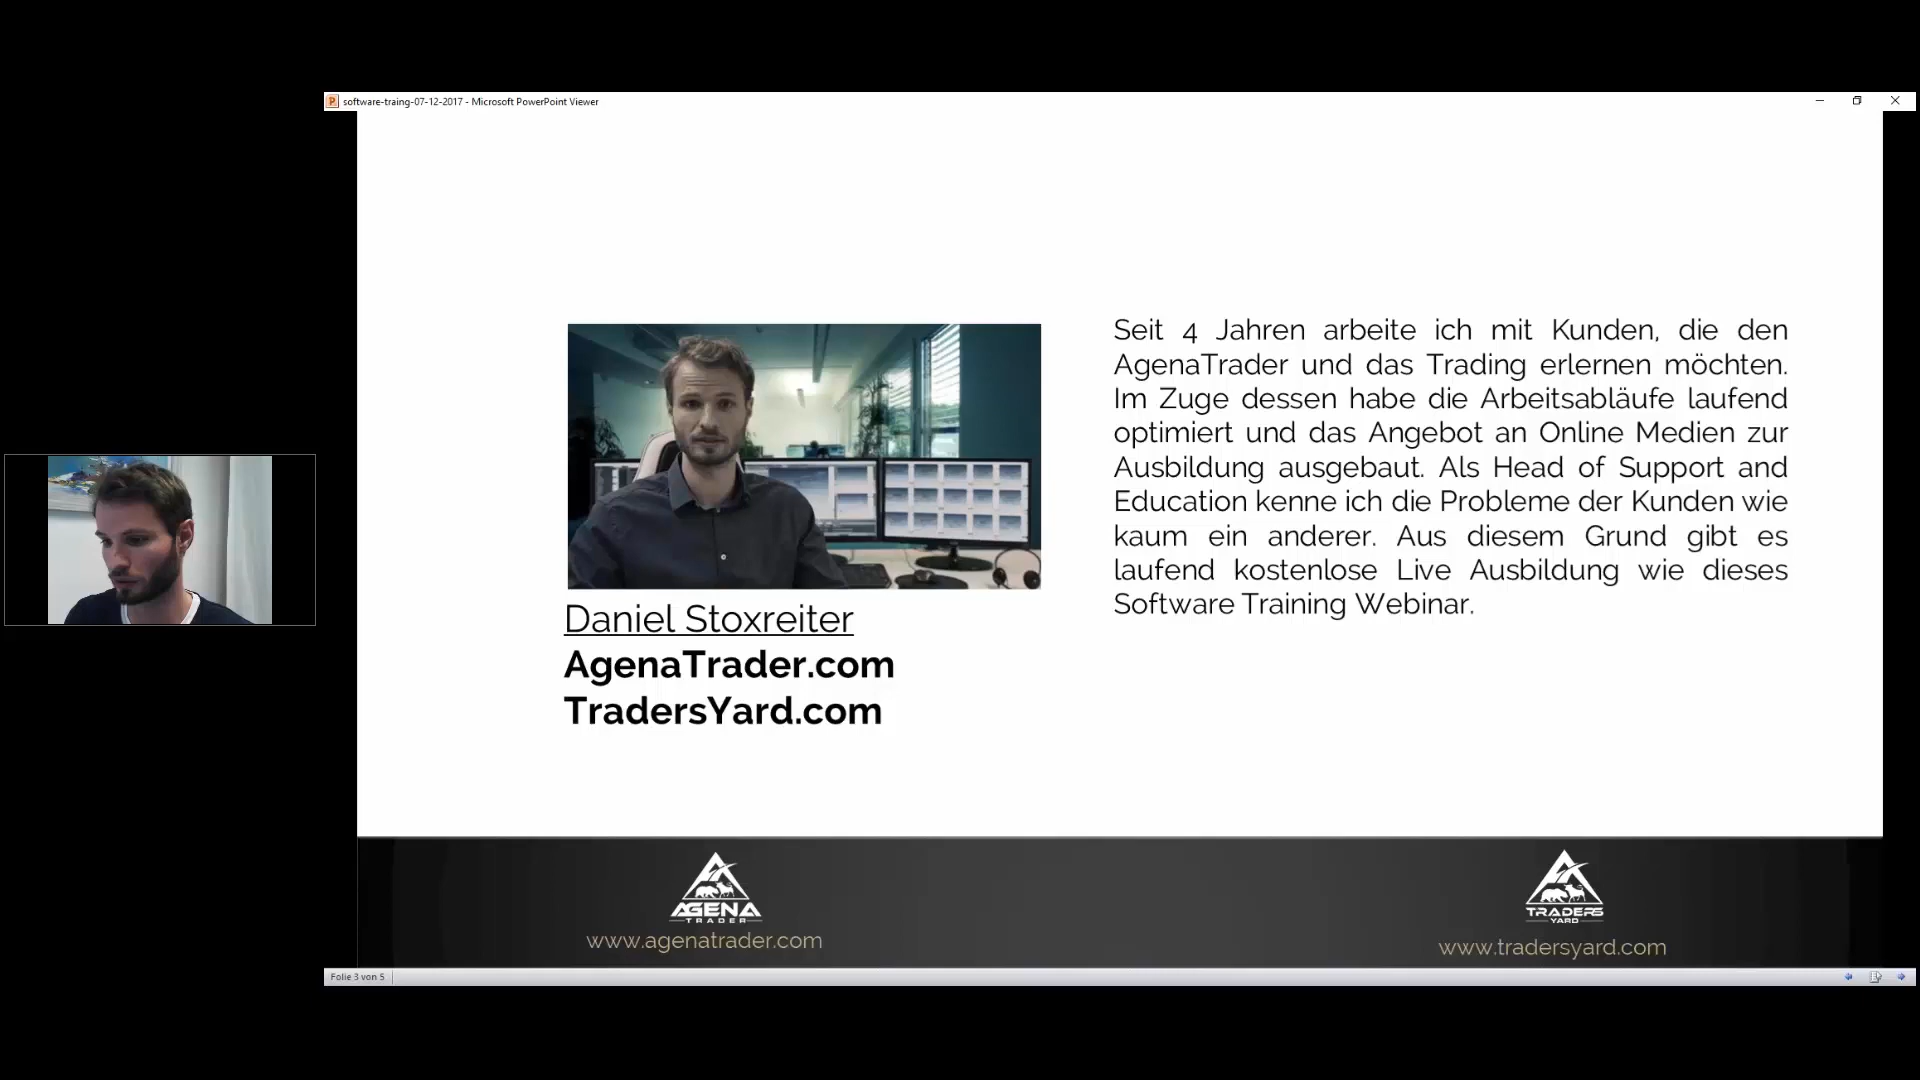 software-traing-07-12-2017 - Microsoft PowerPoint Viewer
Seit 4 Jahren arbeite ich mit Kunden, die den
AgenaTrader und das Trading erlernen möchten.
Im Zuge dessen habe die Arbeitsabläufe laufend
optimiert und das Angebot an Online Medien zur
Ausbildung ausgebaut. Als Head of Support and
Education kenne ich die Probleme der Kunden wie
kaum ein anderer. Aus diesem Grund gibt es
laufend kostenlose Live Ausbildung wie dieses
Software Training Webinar.
Daniel Stoxreiter
AgenaTrader.com
TradersYard.com
AGENA
TRADER
www.agenatrader.com
TRADERS
YARD
www.tradersyard.com
Folie 3 von 5